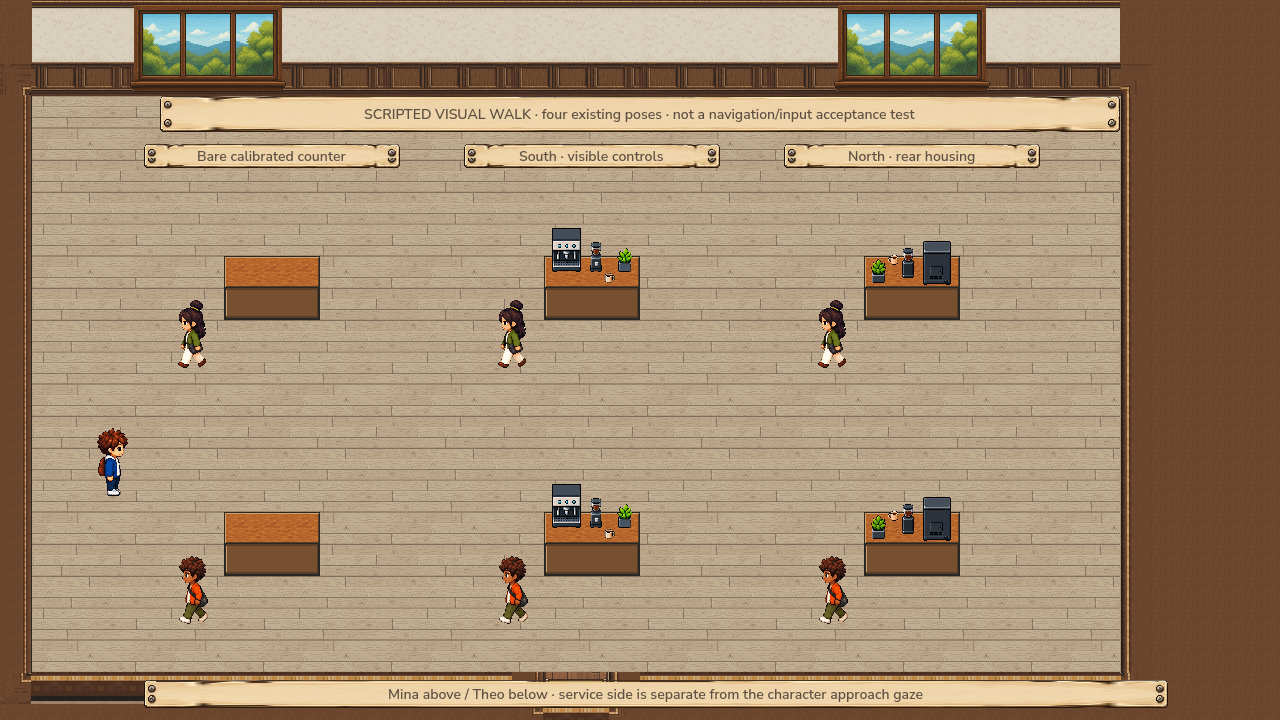 SCRIPTED VISUAL WALK · four existing poses · not a navigation/input acceptance test
Bare calibrated counter
South · visible controls
North · rear housing
Mina above / Theo below · service side is separate from the character approach gaze